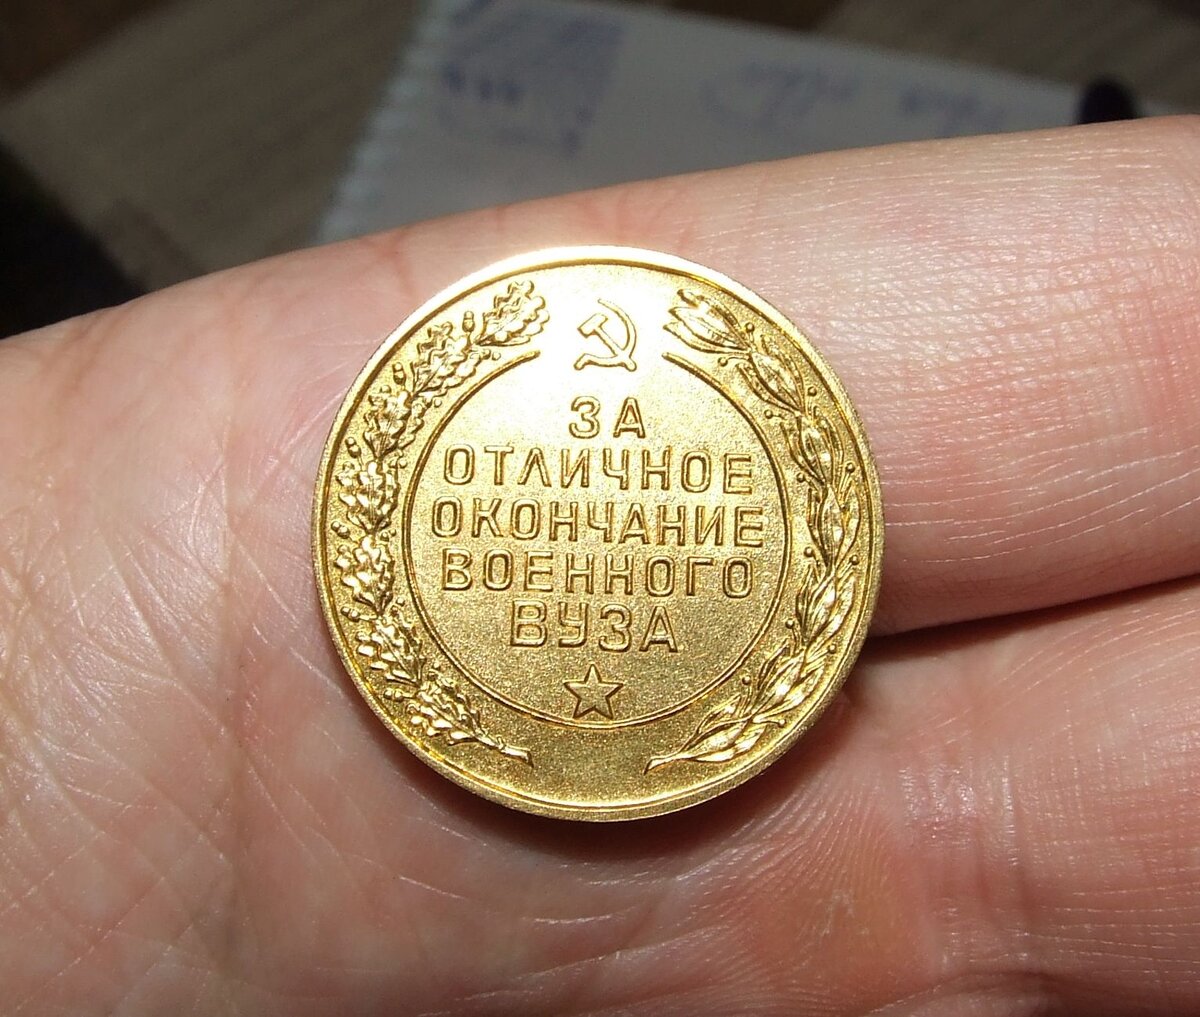 ЗА
ОТЛИЧНОЕ
ОКОНЧАНИЕ
ВОЕННОГО
ВУЗА